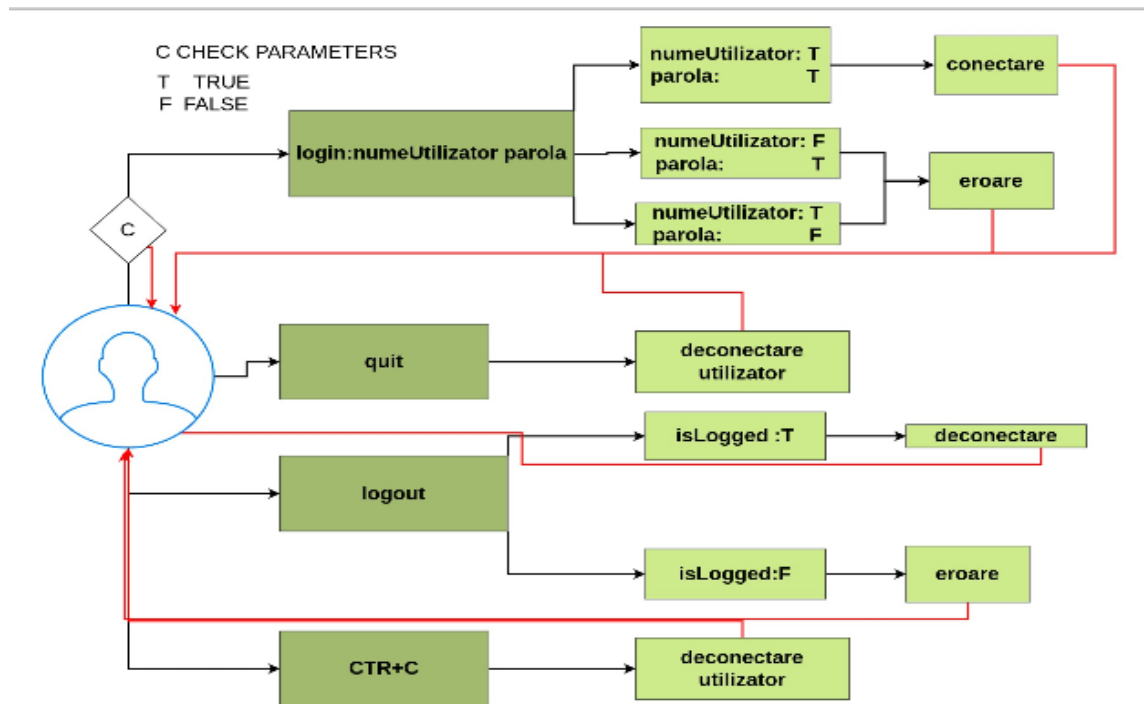 C CHECK PARAMETERS
T TRUE
F FALSE
login:numeUtilizator parola
numeUtilizator: T
parola: T
conectare
numeUtilizator: F
parola: T
numeUtilizator: T
parola: F
eroare
C
quit
deconectare
utilizator
logout
isLogged :T
deconectare
isLogged:F
eroare
CTR+C
deconectare
utilizator